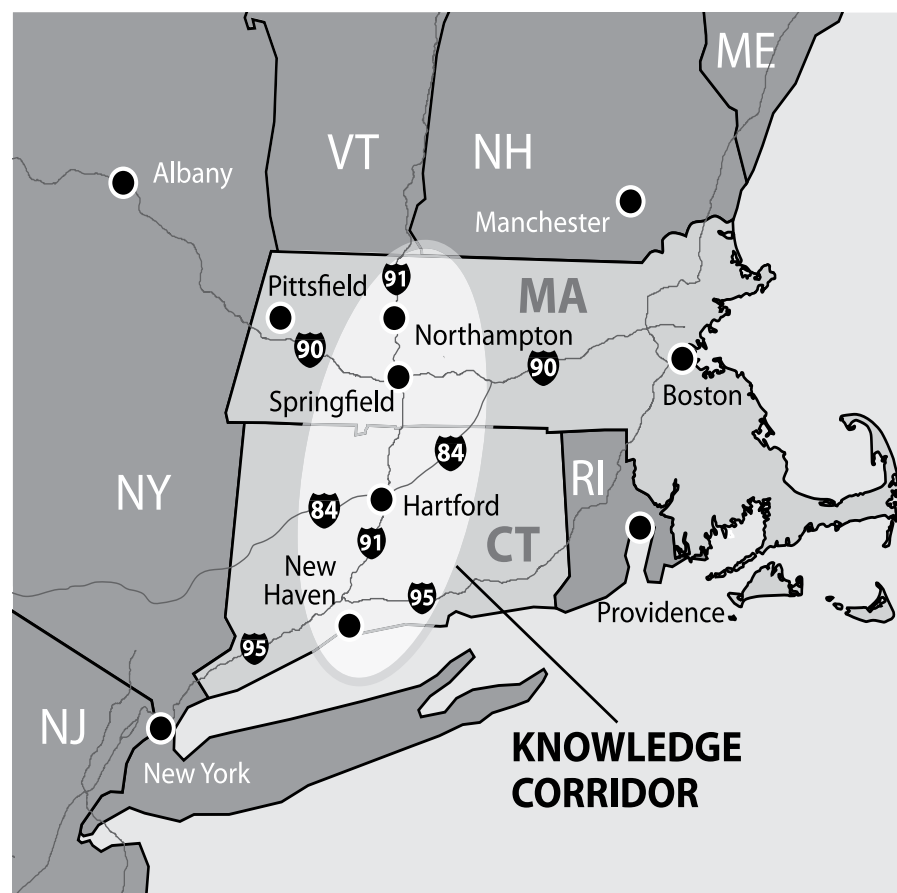 ME
VT
NH
Albany
Manchester
Pittsfield
91
MA
Northampton
90
90
Springfield
Boston
84
NY
RI
84
Hartford
91
CT
New
Haven
95
Providence
95
NJ
New York
KNOWLEDGE
CORRIDOR